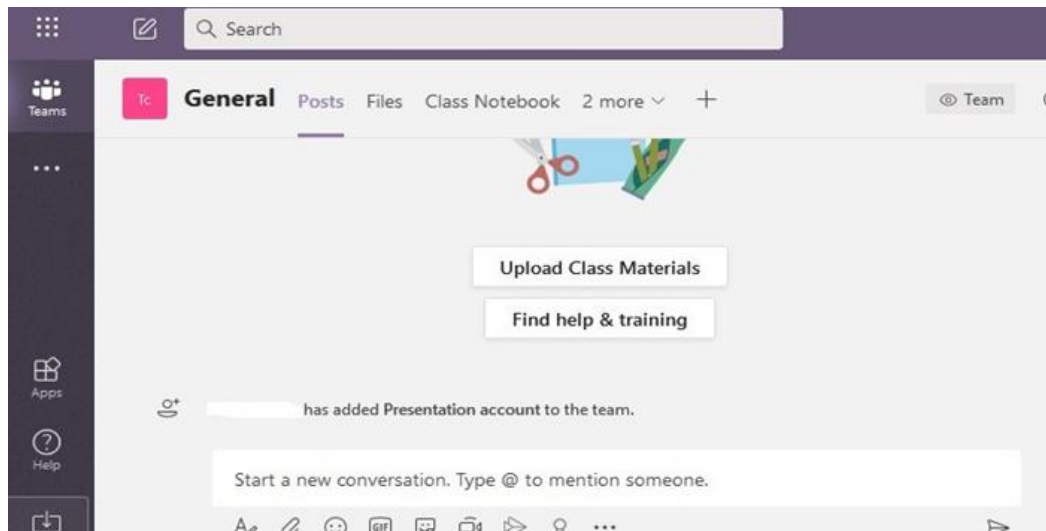 Search
Teams
Tc General Posts Files Class Notebook 2 more Team
Upload Class Materials
Find help & training
Apps
has added Presentation account to the team.
Help
Start a new conversation. Type @ to mention someone.
GIF